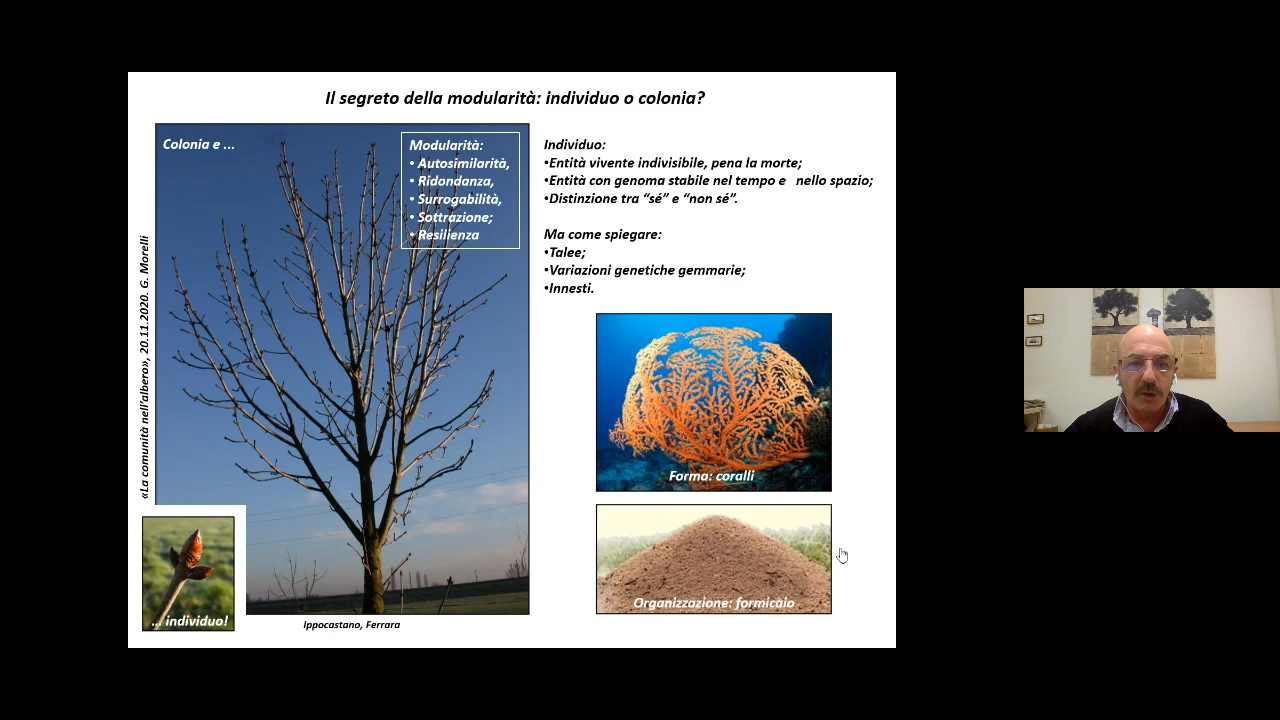 Il segreto della modularità: individuo o colonia?
Colonia e ...
Modularità:
• Autosimilarità,
• Ridondanza,
• Surrogabilità,
• Sottrazione;
• Resilienza
Individuo:
•Entità vivente indivisibile, pena la morte;
•Entità con genoma stabile nel tempo e nello spazio;
•Distinzione tra “sé” e “non sé”.
Ma come spiegare:
•Talee;
•Variazioni genetiche gemmarie;
•Innesti.
«La comunità nell’albero», 20.11.2020. G. Morelli
Forma: coralli
Organizzazione: formicaio
... individuo!
Ippocastano, Ferrara